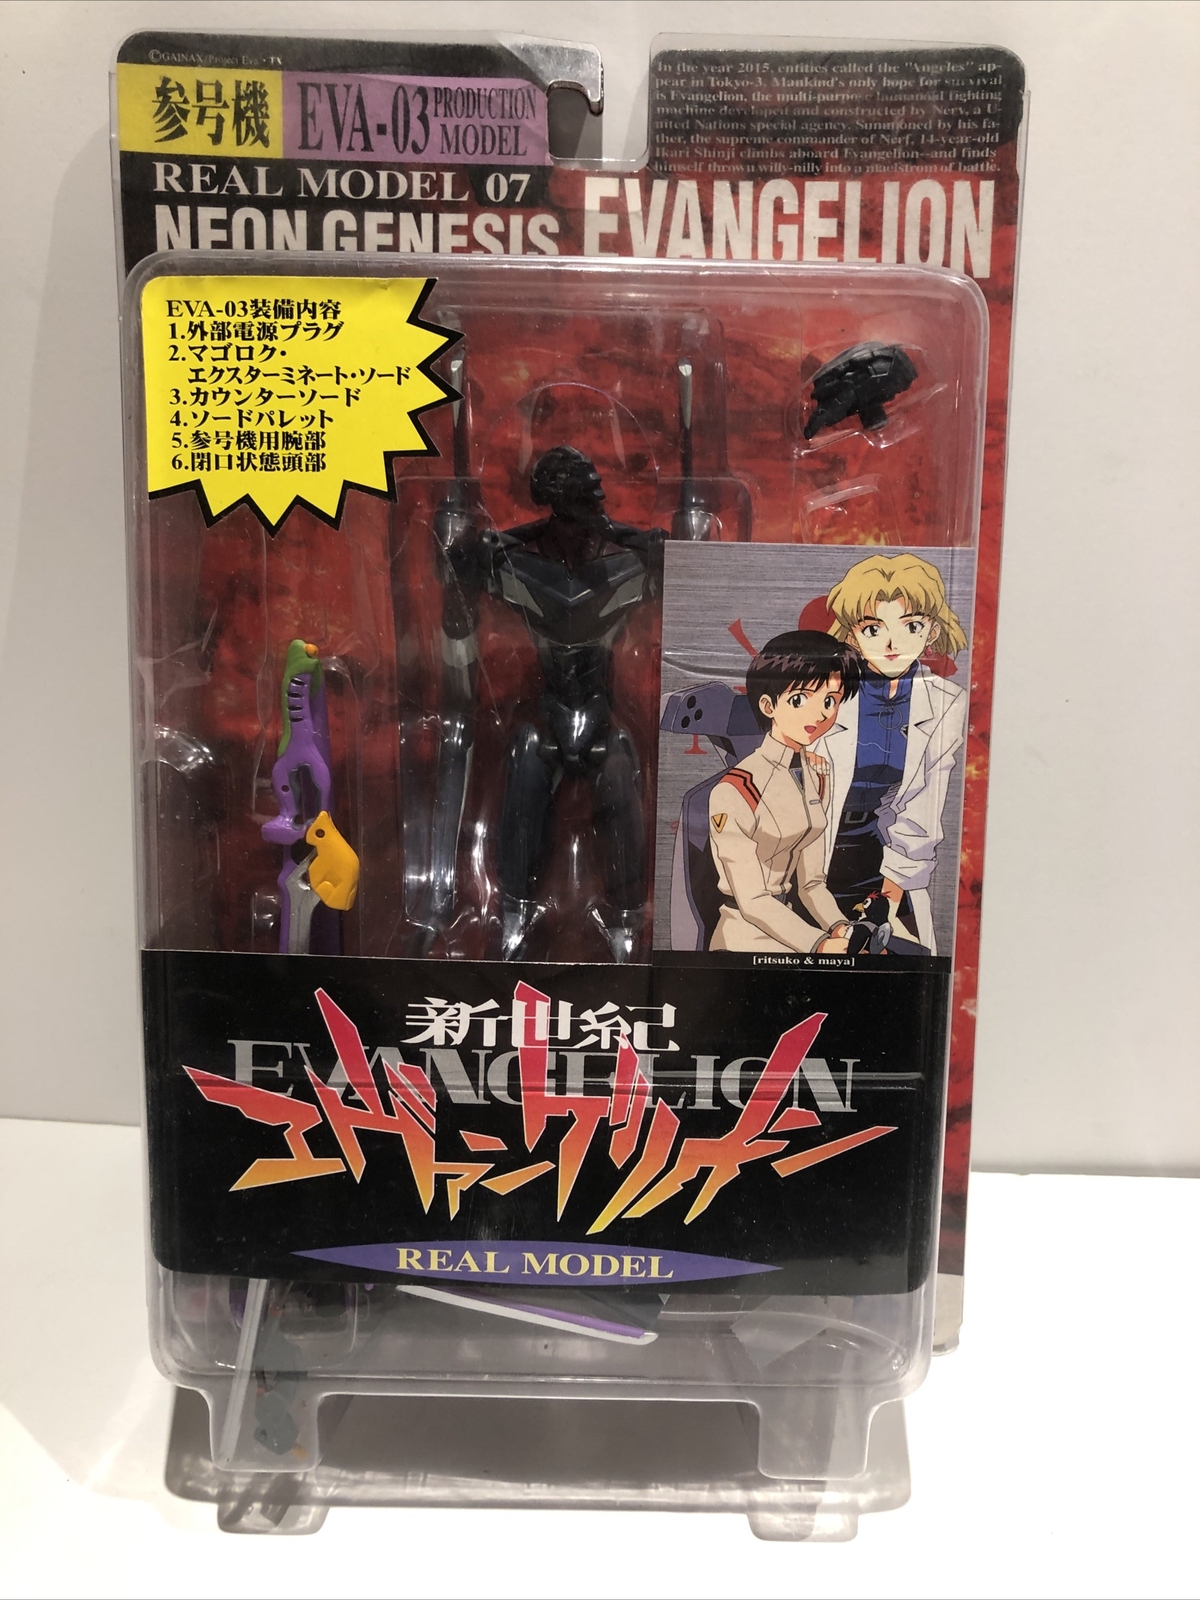 ©GAINAX/Project Eva.・TX
参号機
EVA-03 PRODUCTION MODEL
REAL MODEL 07
NEON GENESIS EVANGELION
In the year 2015, entities called the "Angeles" ap-
pear in Tokyo-3. Mankind's only hope for survival
is Evangelion, the multi-purpose humanoid fighting
machine developed and constructed by Nerv, a U-
nited Nations special agency. Summoned by his fa-
ther, the supreme commander of Nerf, 14-year-old
Ikari Shinji climbs aboard Evangelion--and finds
himself thrown willy-nilly into a maelstrom of battle.
EVA-03装備内容
1.外部電源プラグ
2.マゴロク・
エクスターミネート・ソード
3.カウンターソード
4.ソードパレット
5.参号機用腕部
6.閉口状態頭部
[ritsuko & maya]
新世紀
EVANGELION
エヴァンゲリオン
REAL MODEL